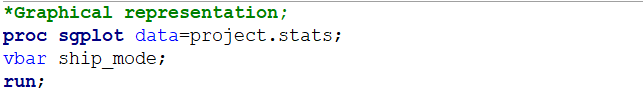 *Graphical representation;
proc sgplot data=project.stats;
vbar ship_mode;
run;